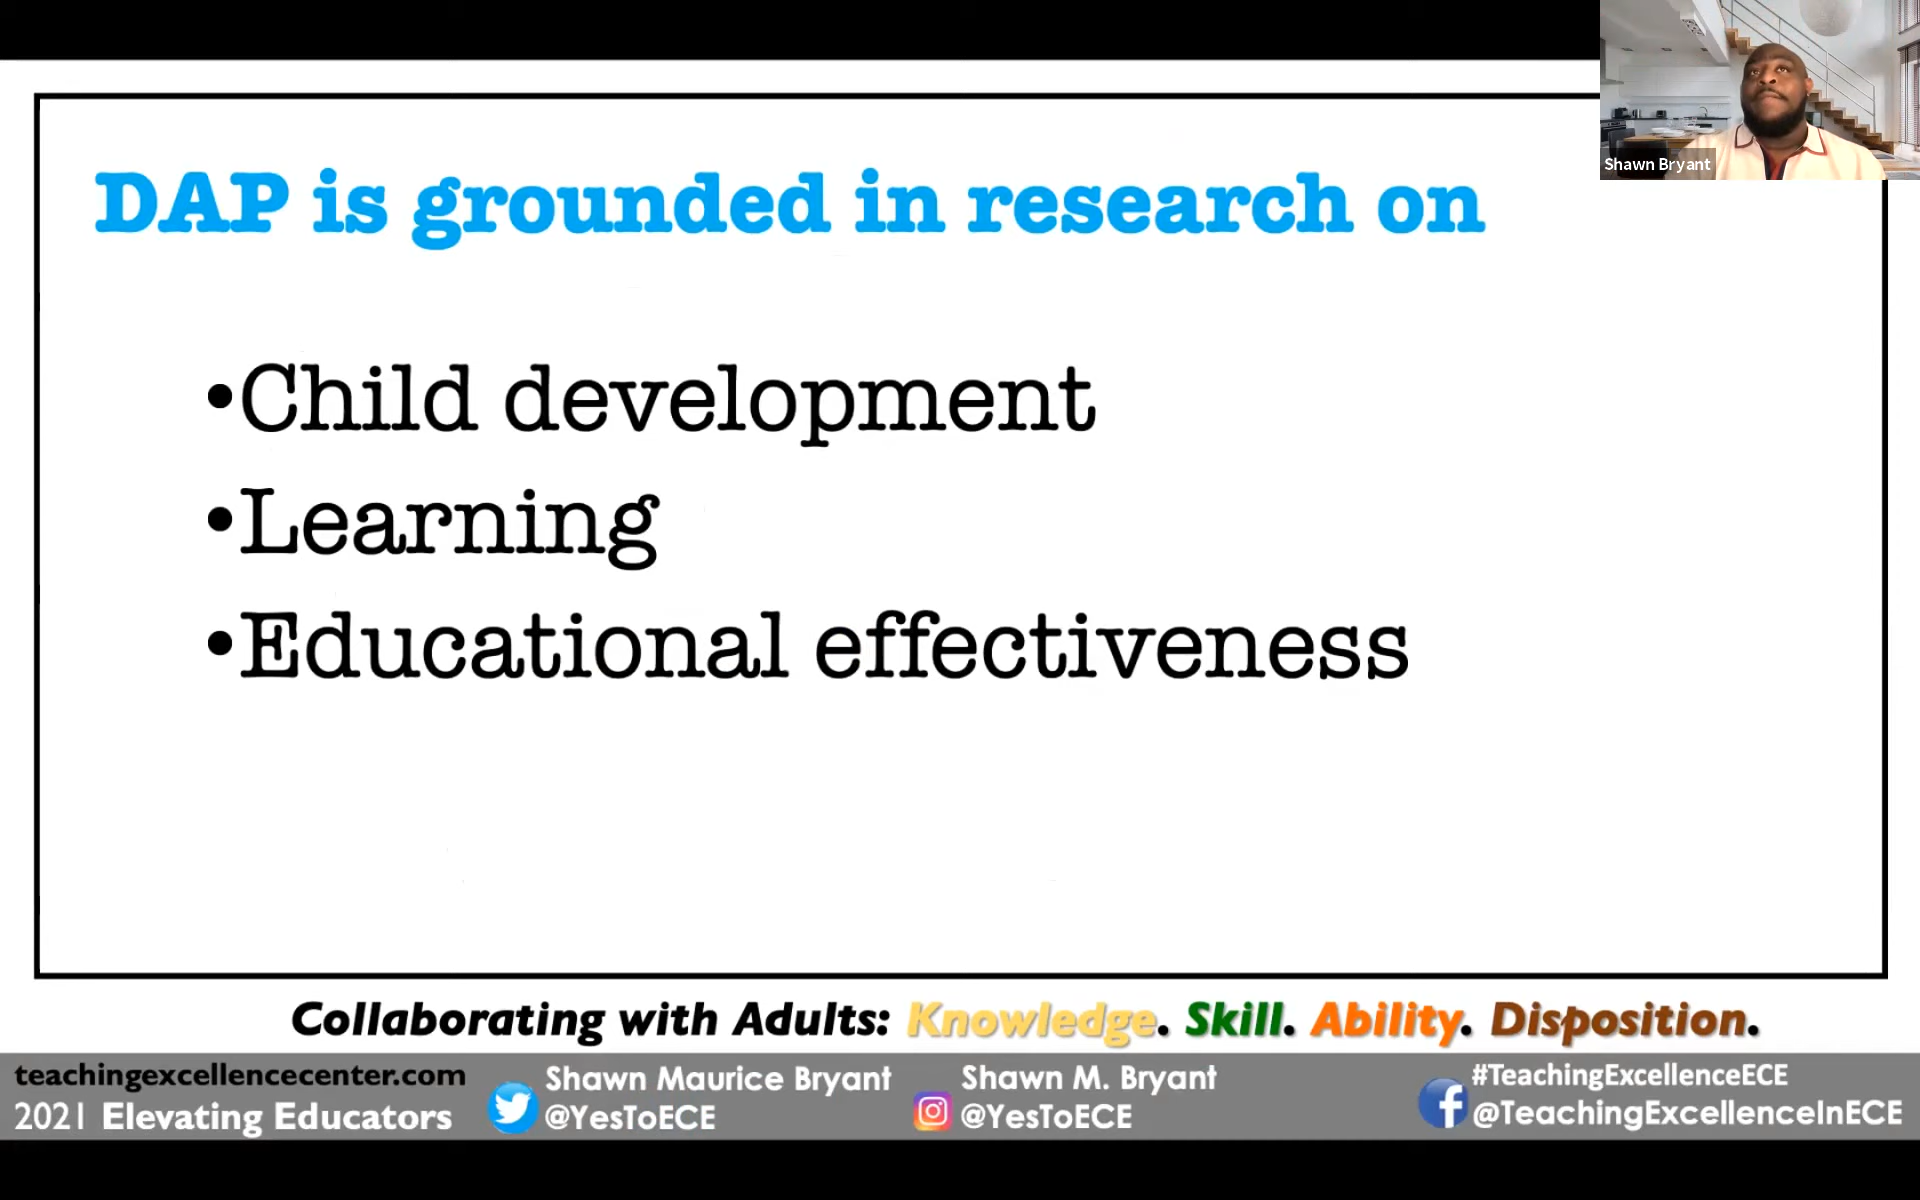 DAP is grounded in research on
•Child development
•Learning
•Educational effectiveness
Shawn Bryant
Collaborating with Adults: Knowledge. Skill. Ability. Disposition.
teachingexcellencecenter.com
2021 Elevating Educators
Shawn Maurice Bryant
@YesToECE
Shawn M. Bryant
@YesToECE
#TeachingExcellenceECE
@TeachingExcellenceInECE